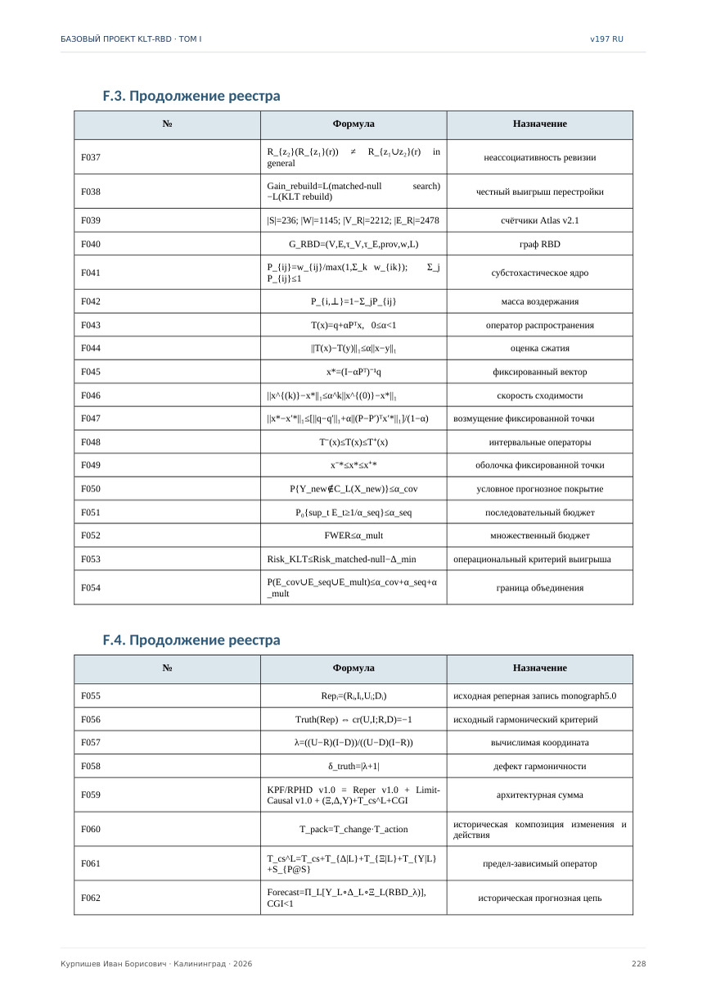 БАЗОВЫЙ ПРОЕКТ KLT-RBD · ТОМ I v197 RU
F.3. Продолжение реестра
№ Формула Назначение
F037 R_{z₂}(R_{z₁}(r)) ≠ R_{z₁∪z₂}(r) in
general неассоциативность ревизии
F038 Gain_rebuild=L(matched-null search)
−L(KLT rebuild) честный выигрыш перестройки
F039 |S|=236; |W|=1145; |V_R|=2212; |E_R|=2478 счётчики Atlas v2.1
F040 G_RBD=(V,E,τ_V,τ_E,prov,w,L) граф RBD
F041 P_{ij}=w_{ij}/max(1,Σ_k w_{ik}); Σ_j
P_{ij}≤1 субстохастическое ядро
F042 P_{i,⊥}=1−Σ_jP_{ij} масса воздержания
F043 T(x)=q+αPᵀx, 0≤α<1 оператор распространения
F044 ||T(x)−T(y)||₁≤α||x−y||₁ оценка сжатия
F045 x*=(I−αPᵀ)⁻¹q фиксированный вектор
F046 ||x^{(k)}−x*||₁≤α^k||x^{(0)}−x*||₁ скорость сходимости
F047 ||x*−x′*||₁≤[||q−q′||₁+α||(P−P′)ᵀx′*||₁]/(1−α) возмущение фиксированной точки
F048 T⁻(x)≤T(x)≤T⁺(x) интервальные операторы
F049 x⁻*≤x*≤x⁺* оболочка фиксированной точки
F050 P{Y_new∉C_L(X_new)}≤α_cov условное прогнозное покрытие
F051 P₀{sup_t E_t≥1/α_seq}≤α_seq последовательный бюджет
F052 FWER≤α_mult множественный бюджет
F053 Risk_KLT≤Risk_matched-null−Δ_min операциональный критерий выигрыша
F054 P(E_cov∪E_seq∪E_mult)≤α_cov+α_seq+α
_mult граница объединения
F.4. Продолжение реестра
№ Формула Назначение
F055 Repᵢ=(Rᵢ,Iᵢ,Uᵢ;Dᵢ) исходная реперная запись monograph5.0
F056 Truth(Rep) ⇔ cr(U,I;R,D)=−1 исходный гармонический критерий
F057 λ=((U−R)(I−D))/((U−D)(I−R)) вычислимая координата
F058 δ_truth=|λ+1| дефект гармоничности
F059 KPF/RPHD v1.0 = Reper v1.0 + Limit-
Causal v1.0 + (Ξ,Δ,Υ)+T_cs^L+CGI архитектурная сумма
F060 T_pack=T_change·T_action историческая композиция изменения и
действия
F061 T_cs^L=T_cs+T_{Δ|L}+T_{Ξ|L}+T_{Υ|L}
+S_{P@S} предел-зависимый оператор
F062 Forecast=Π_L[Υ_L∘Δ_L∘Ξ_L(RBD_λ)],
CGI<1 историческая прогнозная цепь
Курпишев Иван Борисович · Калининград · 2026 228